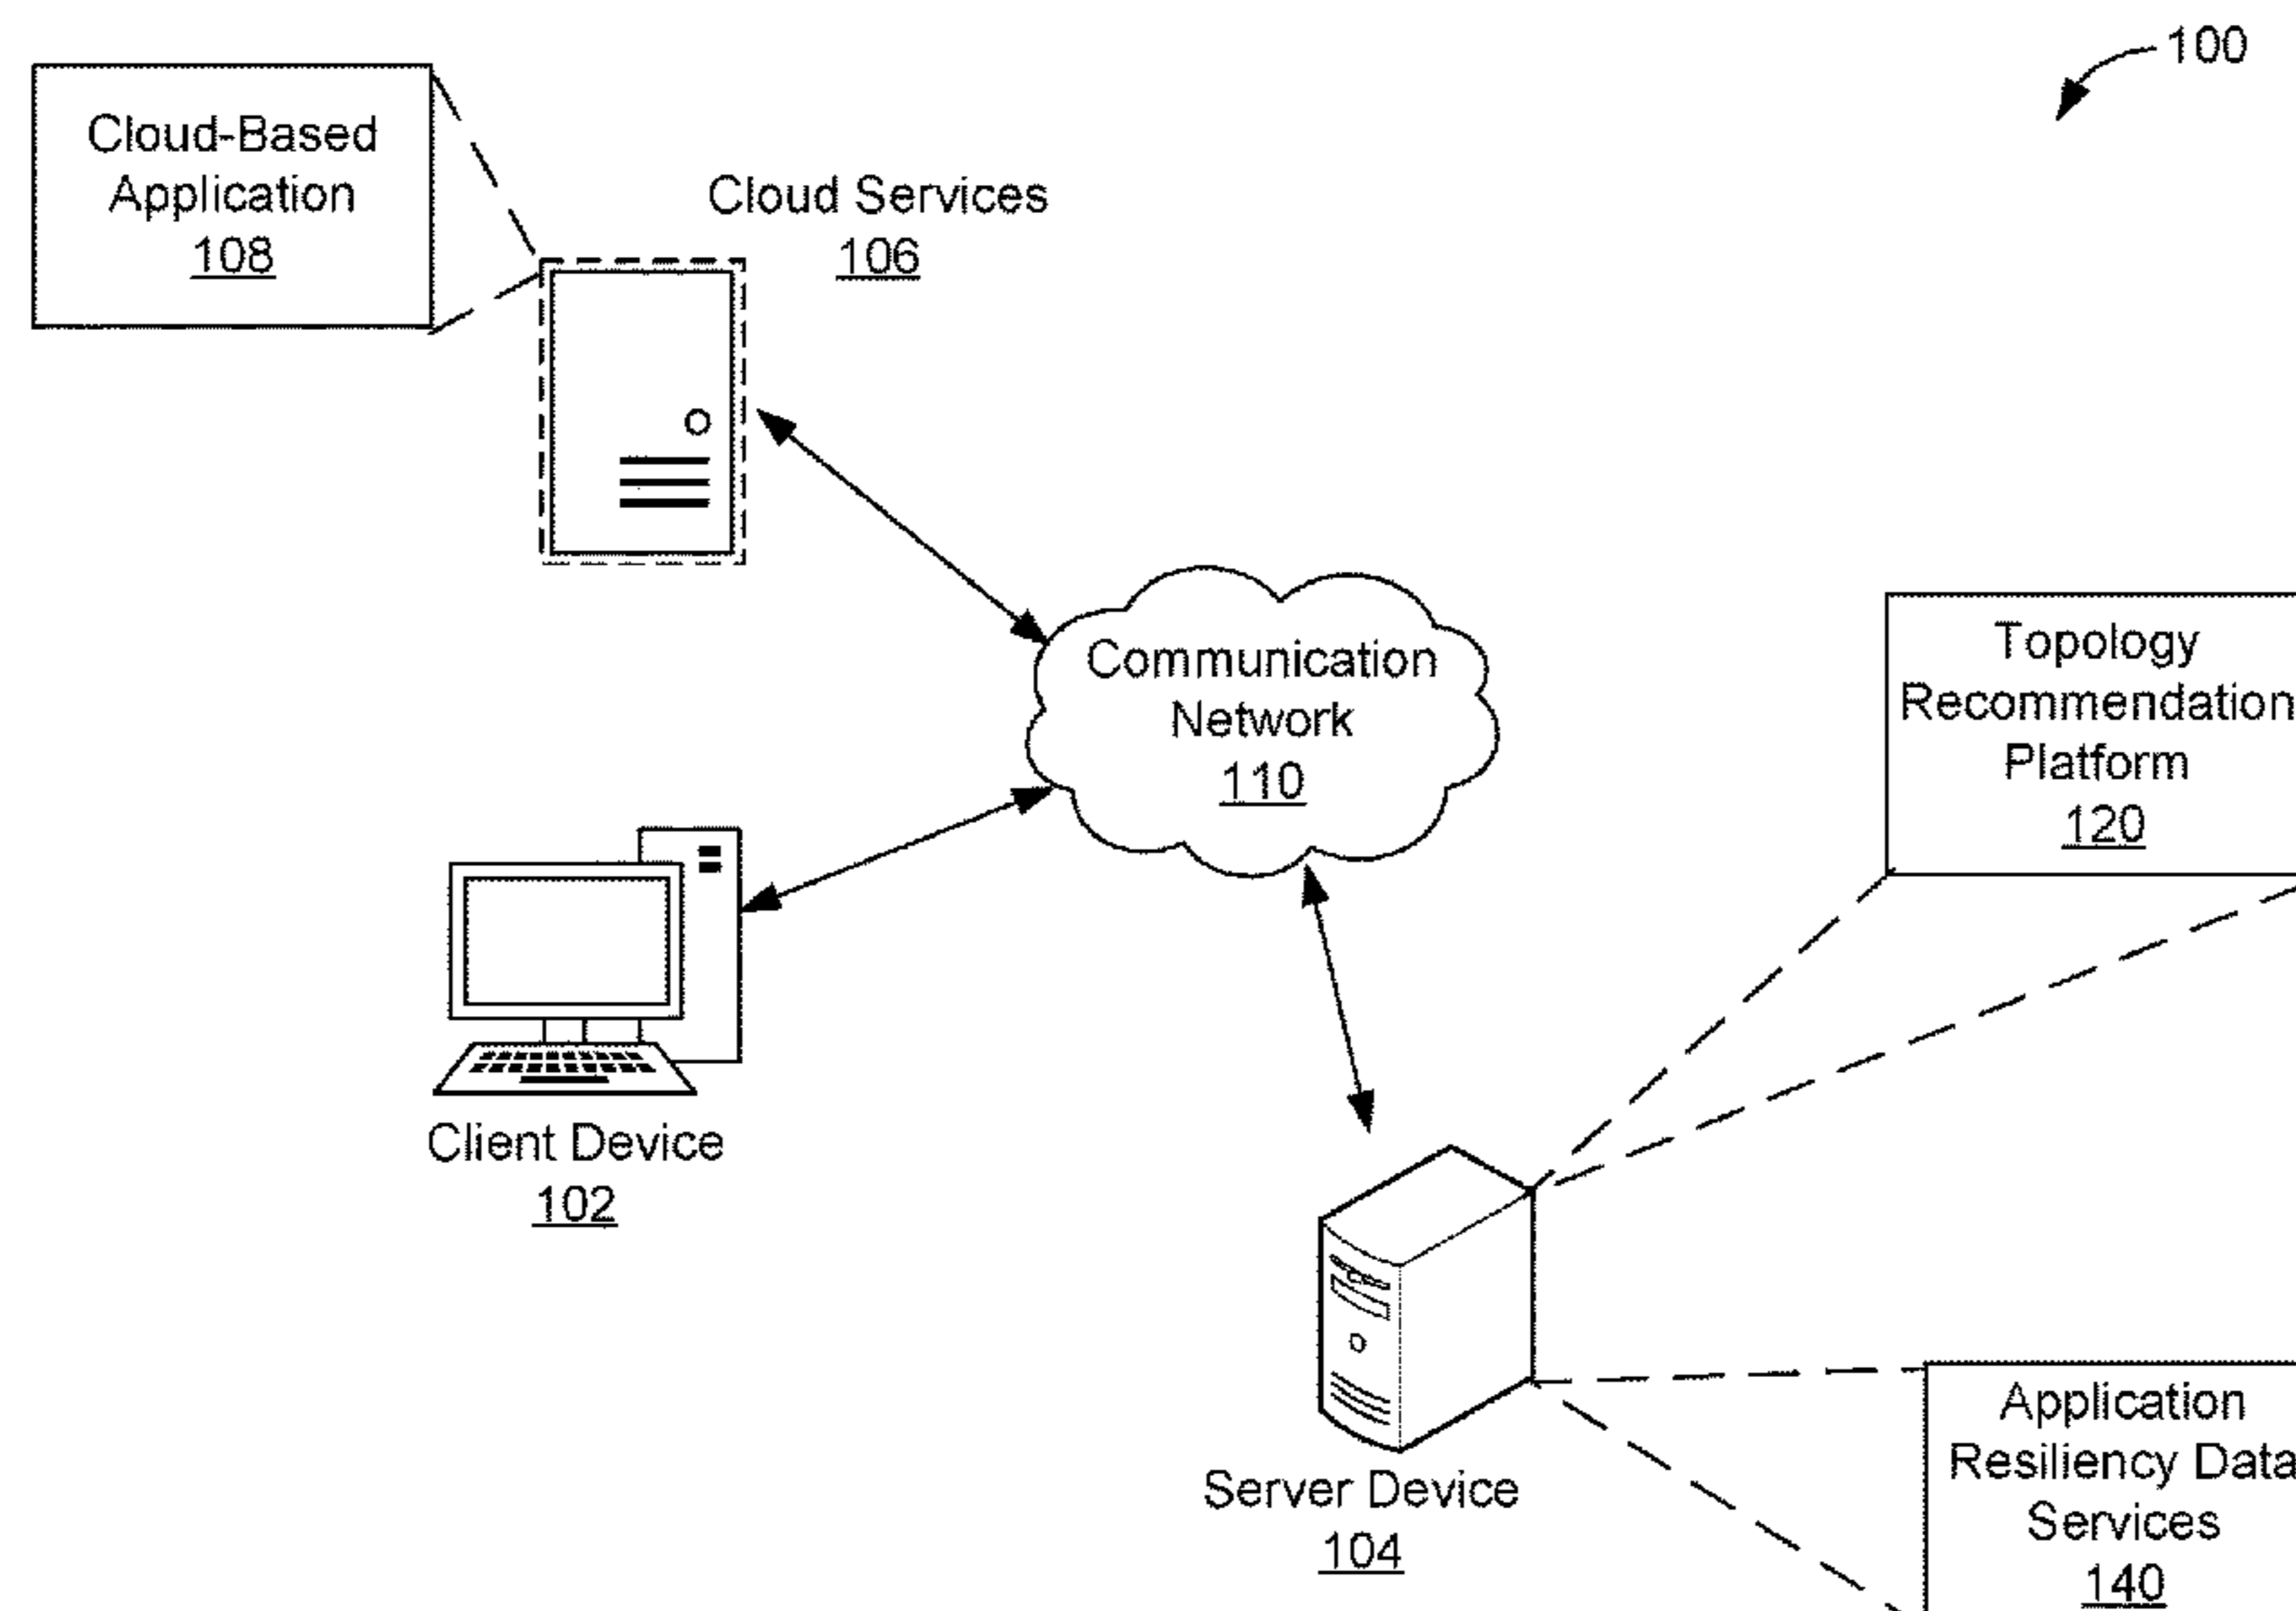 100
Cloud-Based
Application
108
Cloud Services
106
Communication
Network
110
Topology
Recommendation
Platform
120
Client Device
102
Server Device
104
Application
Resiliency Data
Services
140